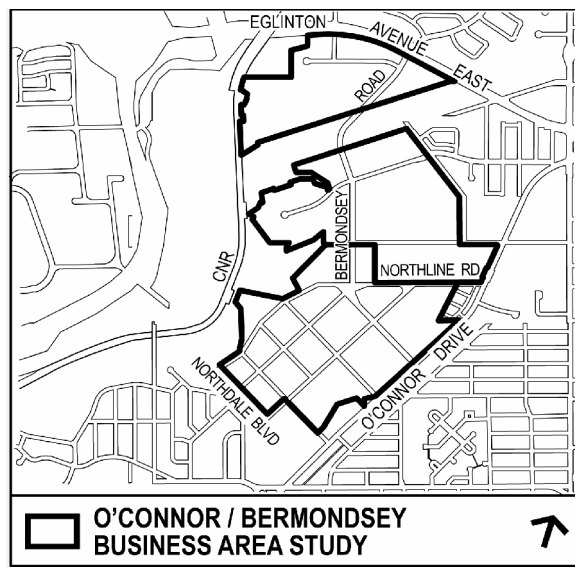 EGLINTON
AVENUE
EAST
ROAD
BERMONDSEY
CNR
NORTHLINE RD
O'CONNOR DRIVE
NORTHDALE BLVD
O'CONNOR / BERMONDSEY
BUSINESS AREA STUDY